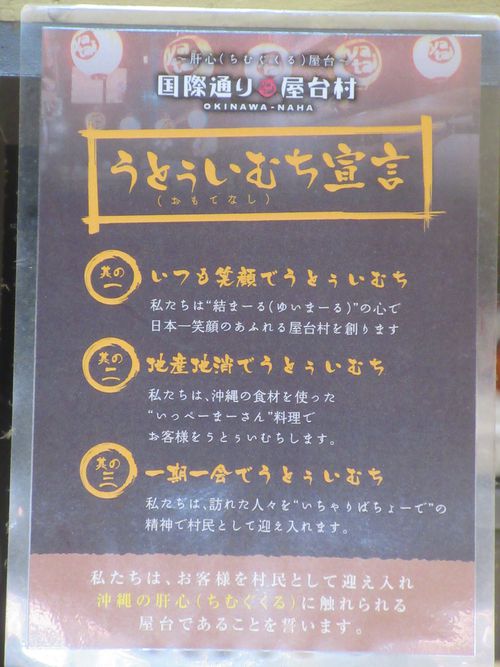 ~肝心(ちむぐくる)屋台~
国際通り屋台村
OKINAWA-NAHA
うとぅいむち宣言
(おもてなし)
其の一 いつも笑顔でうとぅいむち
私たちは“結まーる(ゆいまーる)”の心で
日本一笑顔のあふれる屋台村を創ります
其の二 地産地消でうとぅいむち
私たちは、沖縄の食材を使った
“いっぺーまーさん”料理で
お客様をうとぅいむちします。
其の三 一期一会でうとぅいむち
私たちは、訪れた人々を“いちゃりばちょーで”の
精神で村民として迎え入れます。
私たちは、お客様を村民として迎え入れ
沖縄の肝心(ちむぐくる)に触れられる
屋台であることを誓います。